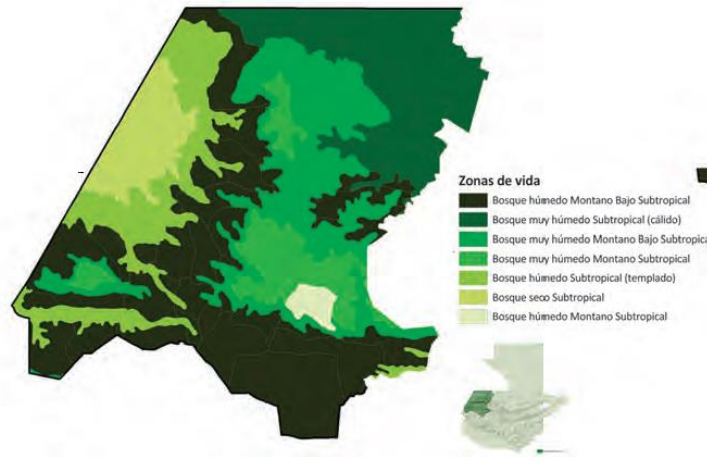 Zonas de vida
Bosque húmedo Montano Bajo Subtropical
Bosque muy húmedo Subtropical (cálido)
Bosque muy húmedo Montano Bajo Subtropica
Bosque muy húmedo Montano Subtropical
Bosque húmedo Subtropical (templado)
Bosque seco Subtropical
Bosque húmedo Montano Subtropical